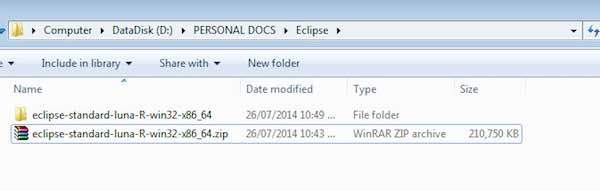 Computer ▸ DataDisk (D:) ▸ PERSONAL DOCS ▸ Eclipse ▸
Include in library Share with New folder
Name Date modified Type Size
eclipse-standard-luna-R-win32-x86_64 26/07/2014 10:49 ... File folder
eclipse-standard-luna-R-win32-x86_64.zip 26/07/2014 10:43 ... WinRAR ZIP archive 210,750 KB